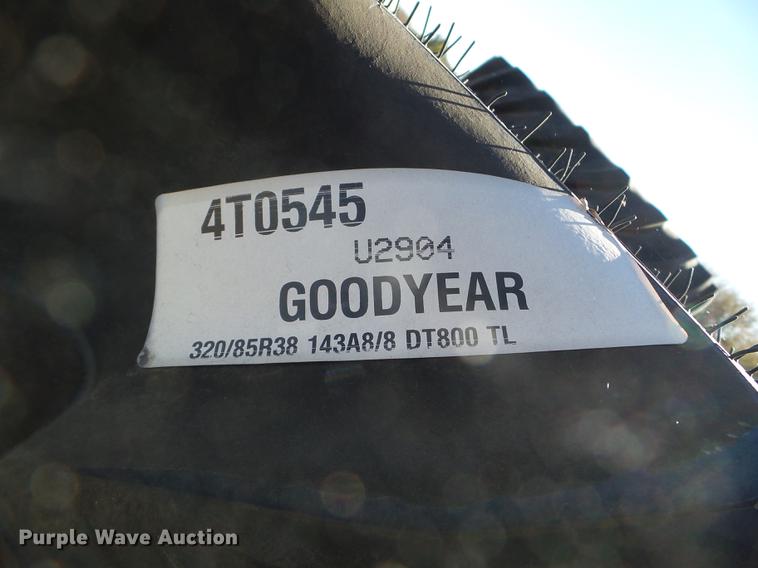 4T0545
U2904
GOODYEAR
320/85R38 143A8/8 DT800 TL
Purple Wave Auction